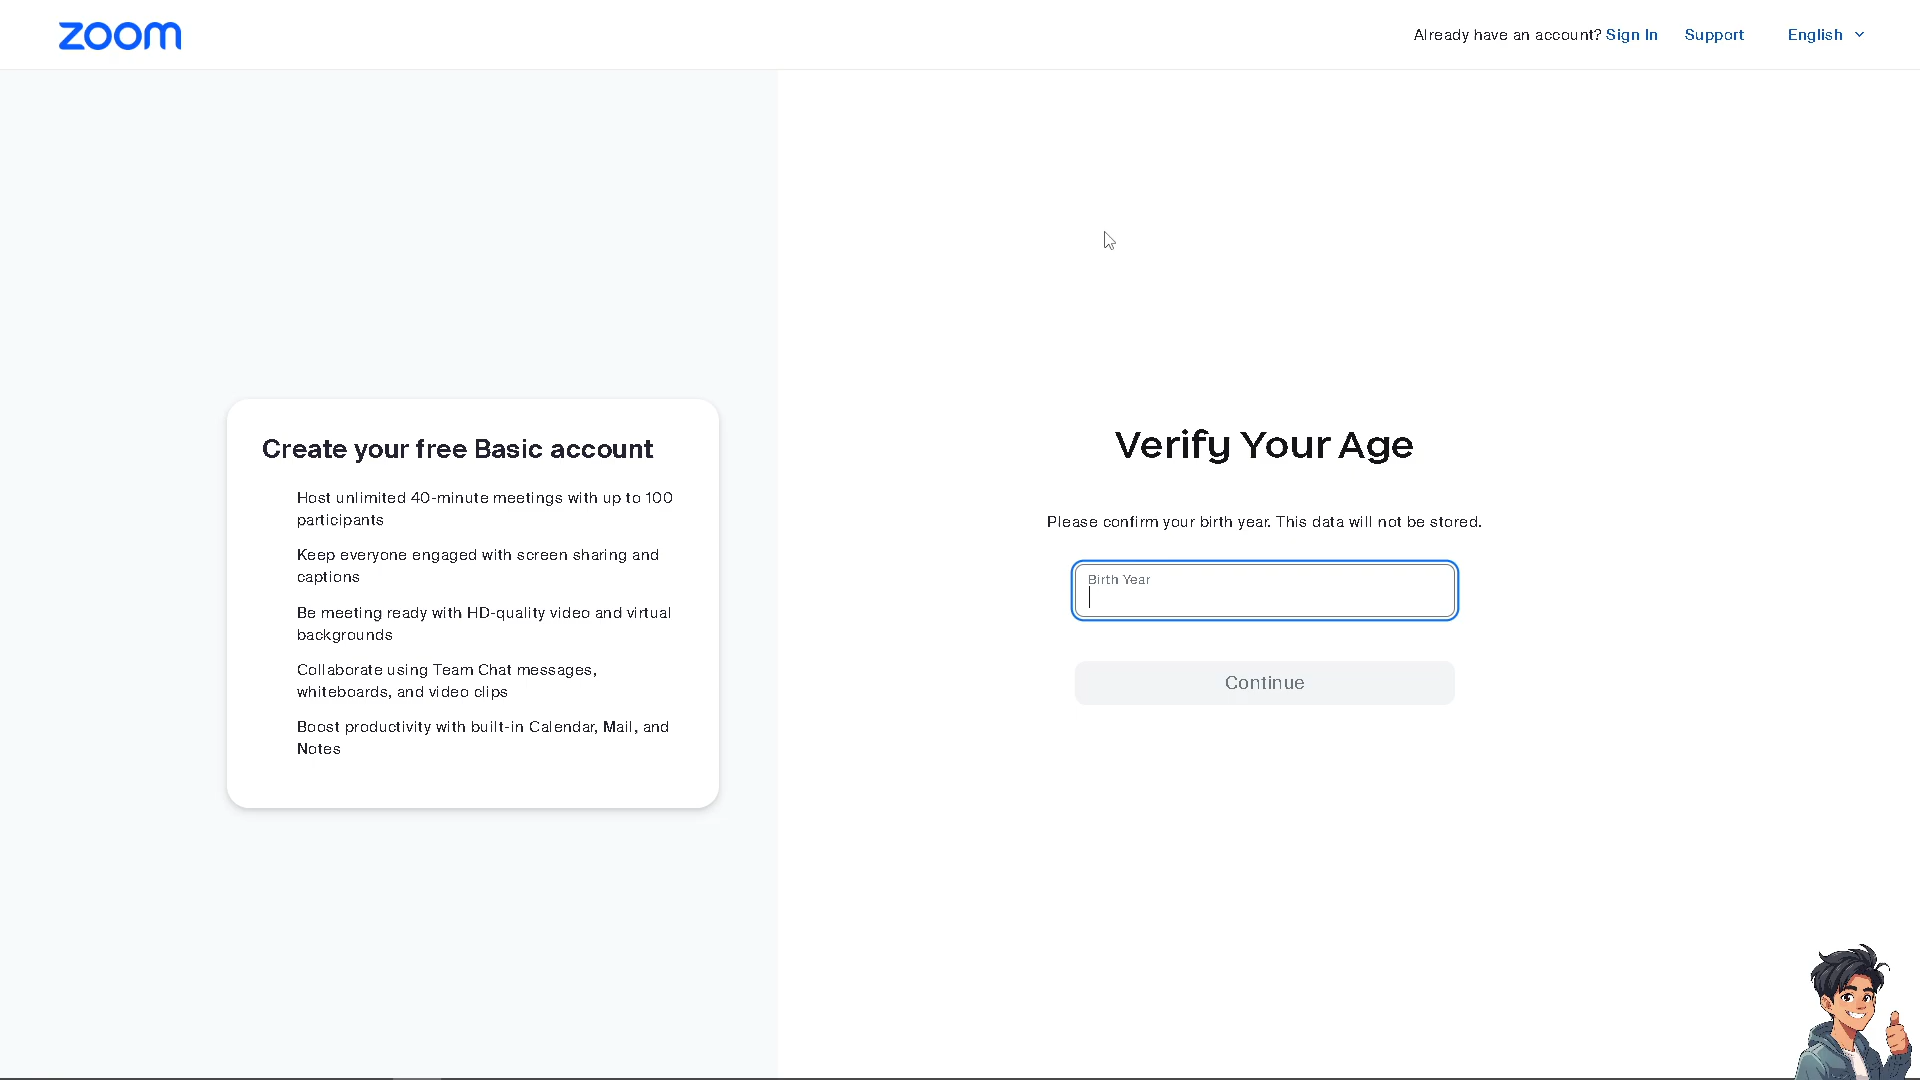 zoom
Already have an account? Sign In
Support
English
Create your free Basic account
Host unlimited 40-minute meetings with up to 100
participants
Keep everyone engaged with screen sharing and
captions
Be meeting ready with HD-quality video and virtual
backgrounds
Collaborate using Team Chat messages,
whiteboards, and video clips
Boost productivity with built-in Calendar, Mail, and
Notes
Verify Your Age
Please confirm your birth year. This data will not be stored.
Birth Year
Continue